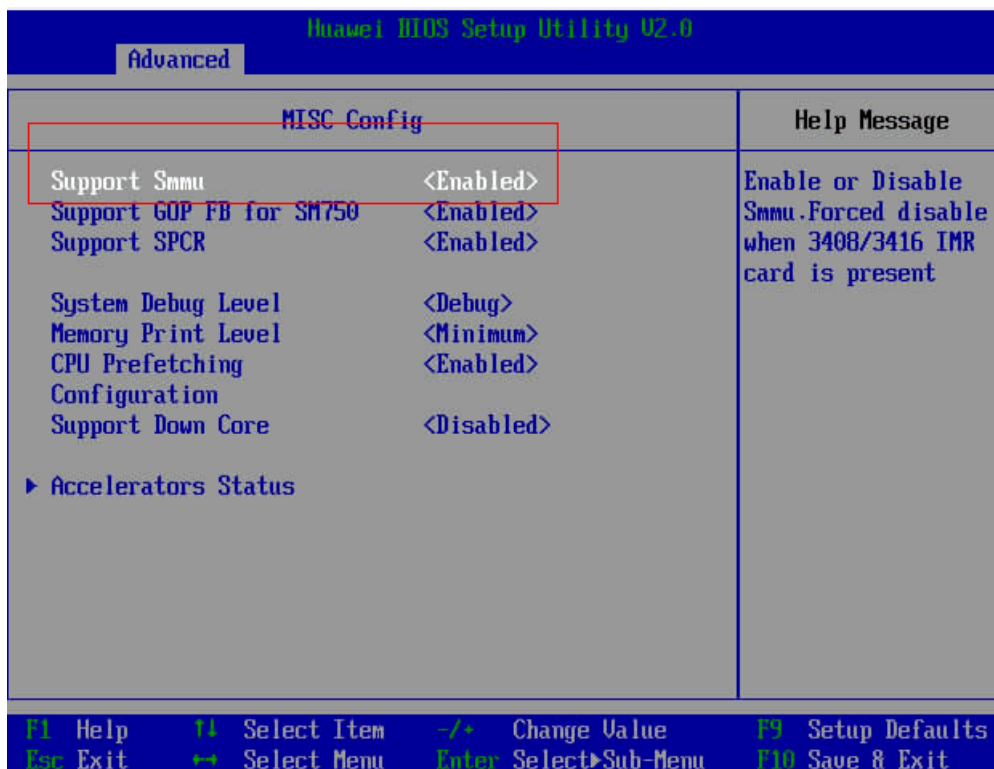 Huawei BIOS Setup Utility V2.0
Advanced
MISC Config
Support Smmu <Enabled>
Support GOP FB for SM750 <Enabled>
Support SPCR <Enabled>
System Debug Level <Debug>
Memory Print Level <Minimum>
CPU Prefetching <Enabled>
Configuration
Support Down Core <Disabled>
▶ Accelerators Status
Help Message
Enable or Disable
Smmu.Forced disable
when 3408/3416 IMR
card is present
F1 Help ↑↓ Select Item -/+ Change Value F9 Setup Defaults
Esc Exit ↔ Select Menu Enter Select▶Sub-Menu F10 Save & Exit